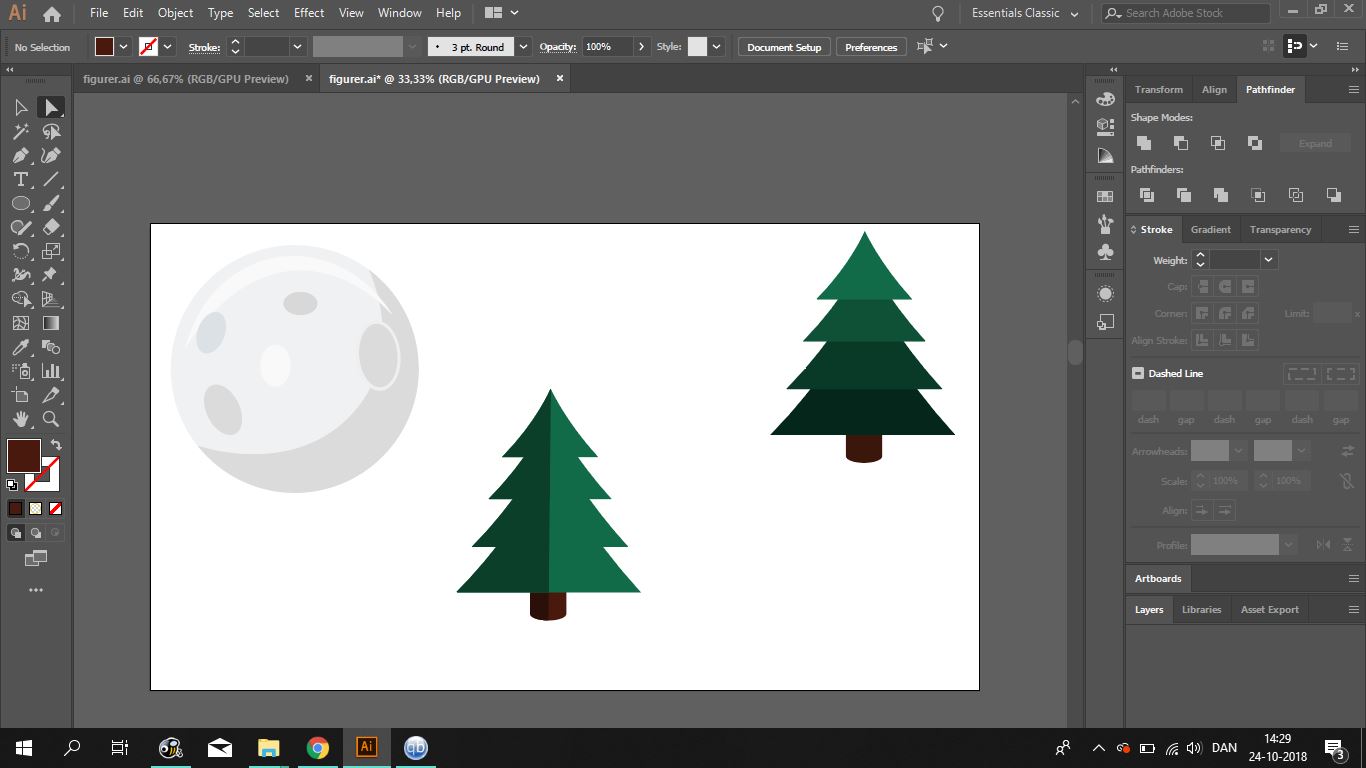 Ai File Edit Object Type Select Effect View Window Help Essentials Classic Search Adobe Stock
No Selection Stroke: 3 pt. Round Opacity: 100% Style: Document Setup Preferences
figurer.ai @ 66,67% (RGB/GPU Preview) × figurer.ai* @ 33,33% (RGB/GPU Preview) ×
Transform Align Pathfinder
Shape Modes:
Expand
Pathfinders:
Stroke Gradient Transparency
Weight:
Cap:
Corner: Limit: x
Align Stroke:
Dashed Line
dash gap dash gap dash gap
Arrowheads:
Scale: 100% 100%
Align:
Profile:
Artboards
Layers Libraries Asset Export
Ai qb DAN 14:29
24-10-2018 3